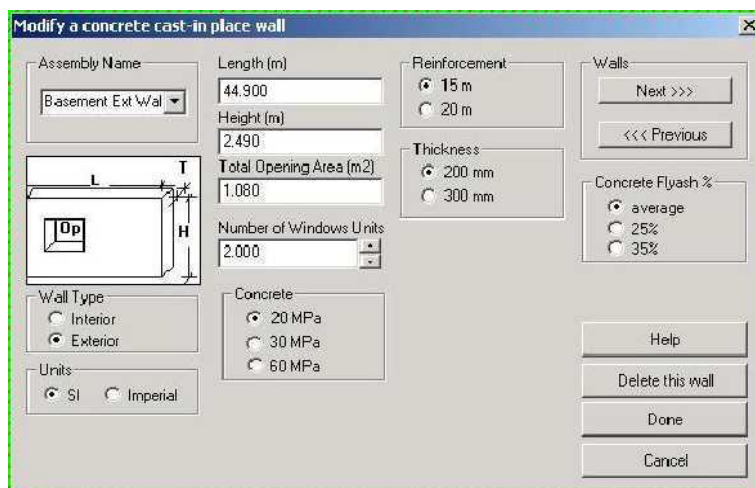 Modify a concrete cast-in place wall
Assembly Name
Basement Ext Wal
L
T
Op
H
Wall Type
Interior
Exterior
Units
SI
Imperial
Length (m)
44.900
Height (m)
2.490
Total Opening Area (m2)
1.080
Number of Windows Units
2.000
Concrete
20 MPa
30 MPa
60 MPa
Reinforcement
15 m
20 m
Thickness
200 mm
300 mm
Walls
Next >>>
<<< Previous
Concrete Flyash %
average
25%
35%
Help
Delete this wall
Done
Cancel